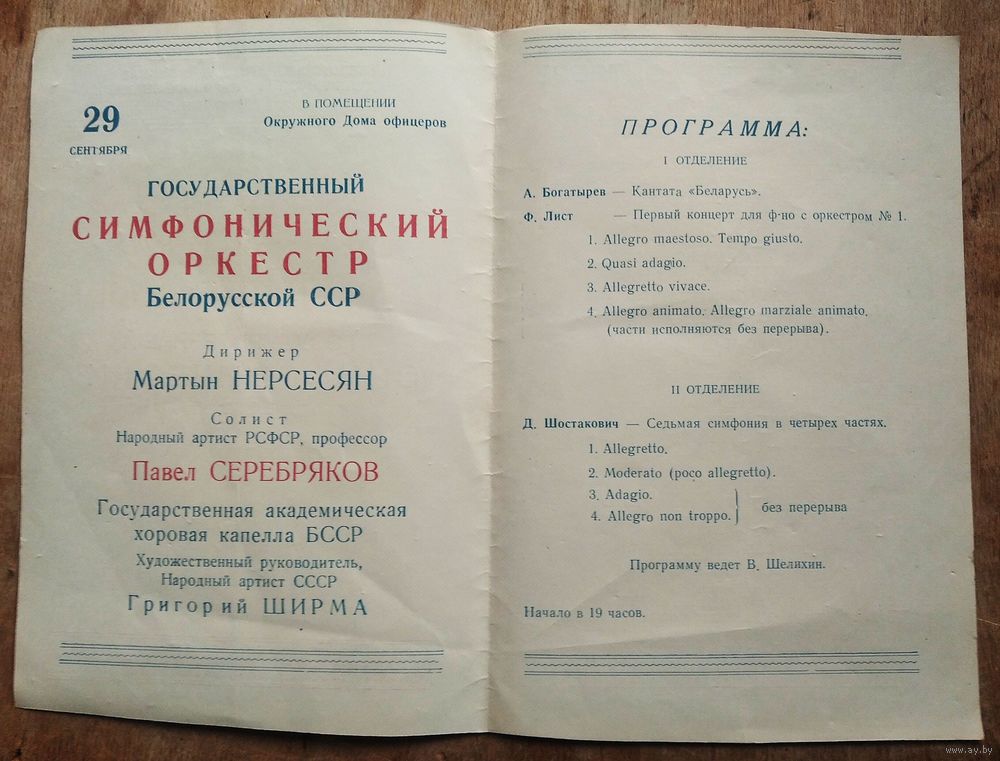 29
СЕНТЯБРЯ
В ПОМЕЩЕНИИ
Окружного Дома офицеров
ГОСУДАРСТВЕННЫЙ
СИМФОНИЧЕСКИЙ
ОРКЕСТР
Белорусской ССР
Дирижер
Мартын НЕРСЕСЯН
Солист
Народный артист РСФСР, профессор
Павел СЕРЕБРЯКОВ
Государственная академическая
хоровая капелла БССР
Художественный руководитель,
Народный артист СССР
Григорий ШИРМА
ПРОГРАММА:
I ОТДЕЛЕНИЕ
А. Богатырев — Кантата «Беларусь».
Ф. Лист — Первый концерт для ф-но с оркестром № 1.
1. Allegro maestoso. Tempo giusto.
2. Quasi adagio.
3. Allegretto vivace.
4. Allegro animato. Allegro marziale animato.
(части исполняются без перерыва).
II ОТДЕЛЕНИЕ
Д. Шостакович — Седьмая симфония в четырех частях.
1. Allegretto.
2. Moderato (poco allegretto).
3. Adagio.
4. Allegro non troppo.
без перерыва
Программу ведет В. Шелихин.
Начало в 19 часов.
www.ay.by